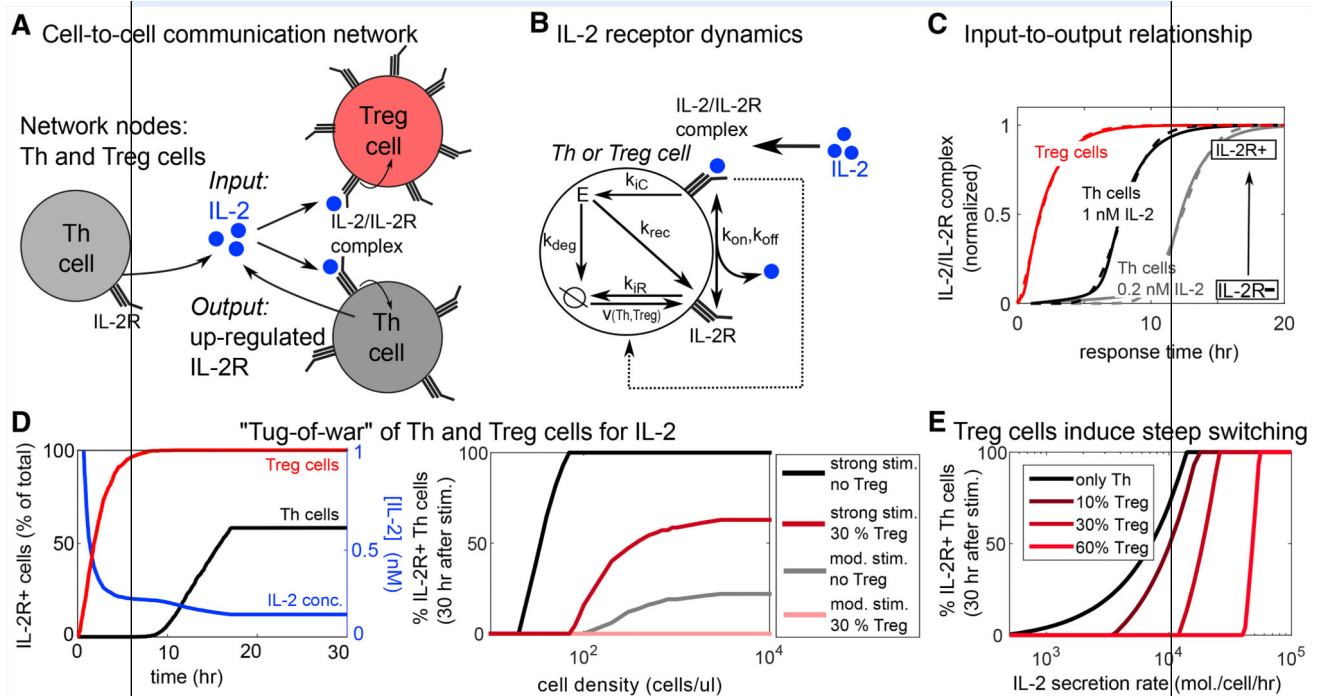 A Cell-to-cell communication network
Network nodes:
Th and Treg cells
Th
cell
IL-2R
Input:
IL-2
Treg
cell
IL-2/IL-2R
complex
Output:
up-regulated
IL-2R
Th
cell
B IL-2 receptor dynamics
IL-2/IL-2R
complex
IL-2
Th or Treg cell
E
kiC
kdeg
krec
kon,koff
kiR
v(Th,Treg)
IL-2R
C Input-to-output relationship
IL-2/IL-2R complex
(normalized)
1
0.5
0
0
10
20
response time (hr)
Treg cells
Th cells
1 nM IL-2
Th cells
0.2 nM IL-2
IL-2R+
IL-2R−
D "Tug-of-war" of Th and Treg cells for IL-2
IL-2R+ cells (% of total)
100
50
0
0
10
20
30
time (hr)
1
0.5
0
[IL-2] (nM)
Treg cells
Th cells
IL-2 conc.
% IL-2R+ Th cells
(30 hr after stim.)
100
50
0
10²
10⁴
cell density (cells/ul)
strong stim.
no Treg
strong stim.
30 % Treg
mod. stim.
no Treg
mod. stim.
30 % Treg
E Treg cells induce steep switching
% IL-2R+ Th cells
(30 hr after stim.)
100
50
0
10³
10⁴
10⁵
IL-2 secretion rate (mol./cell/hr)
only Th
10% Treg
30% Treg
60% Treg